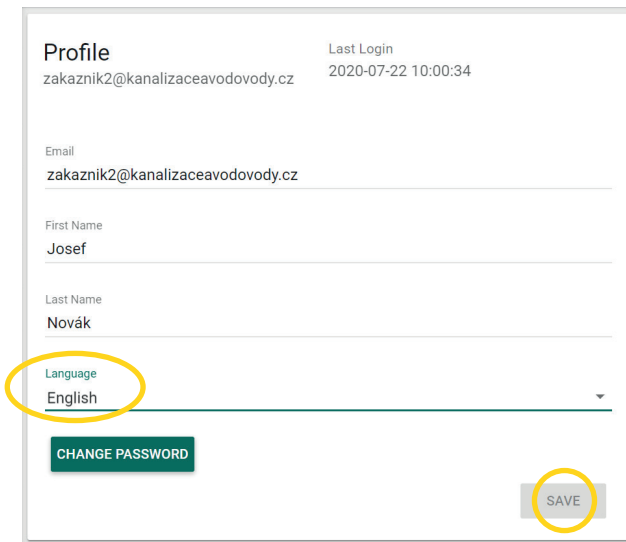 Profile
zakaznik2@kanalizaceavodovody.cz
Last Login
2020-07-22 10:00:34
Email
zakaznik2@kanalizaceavodovody.cz
First Name
Josef
Last Name
Novák
Language
English
CHANGE PASSWORD
SAVE